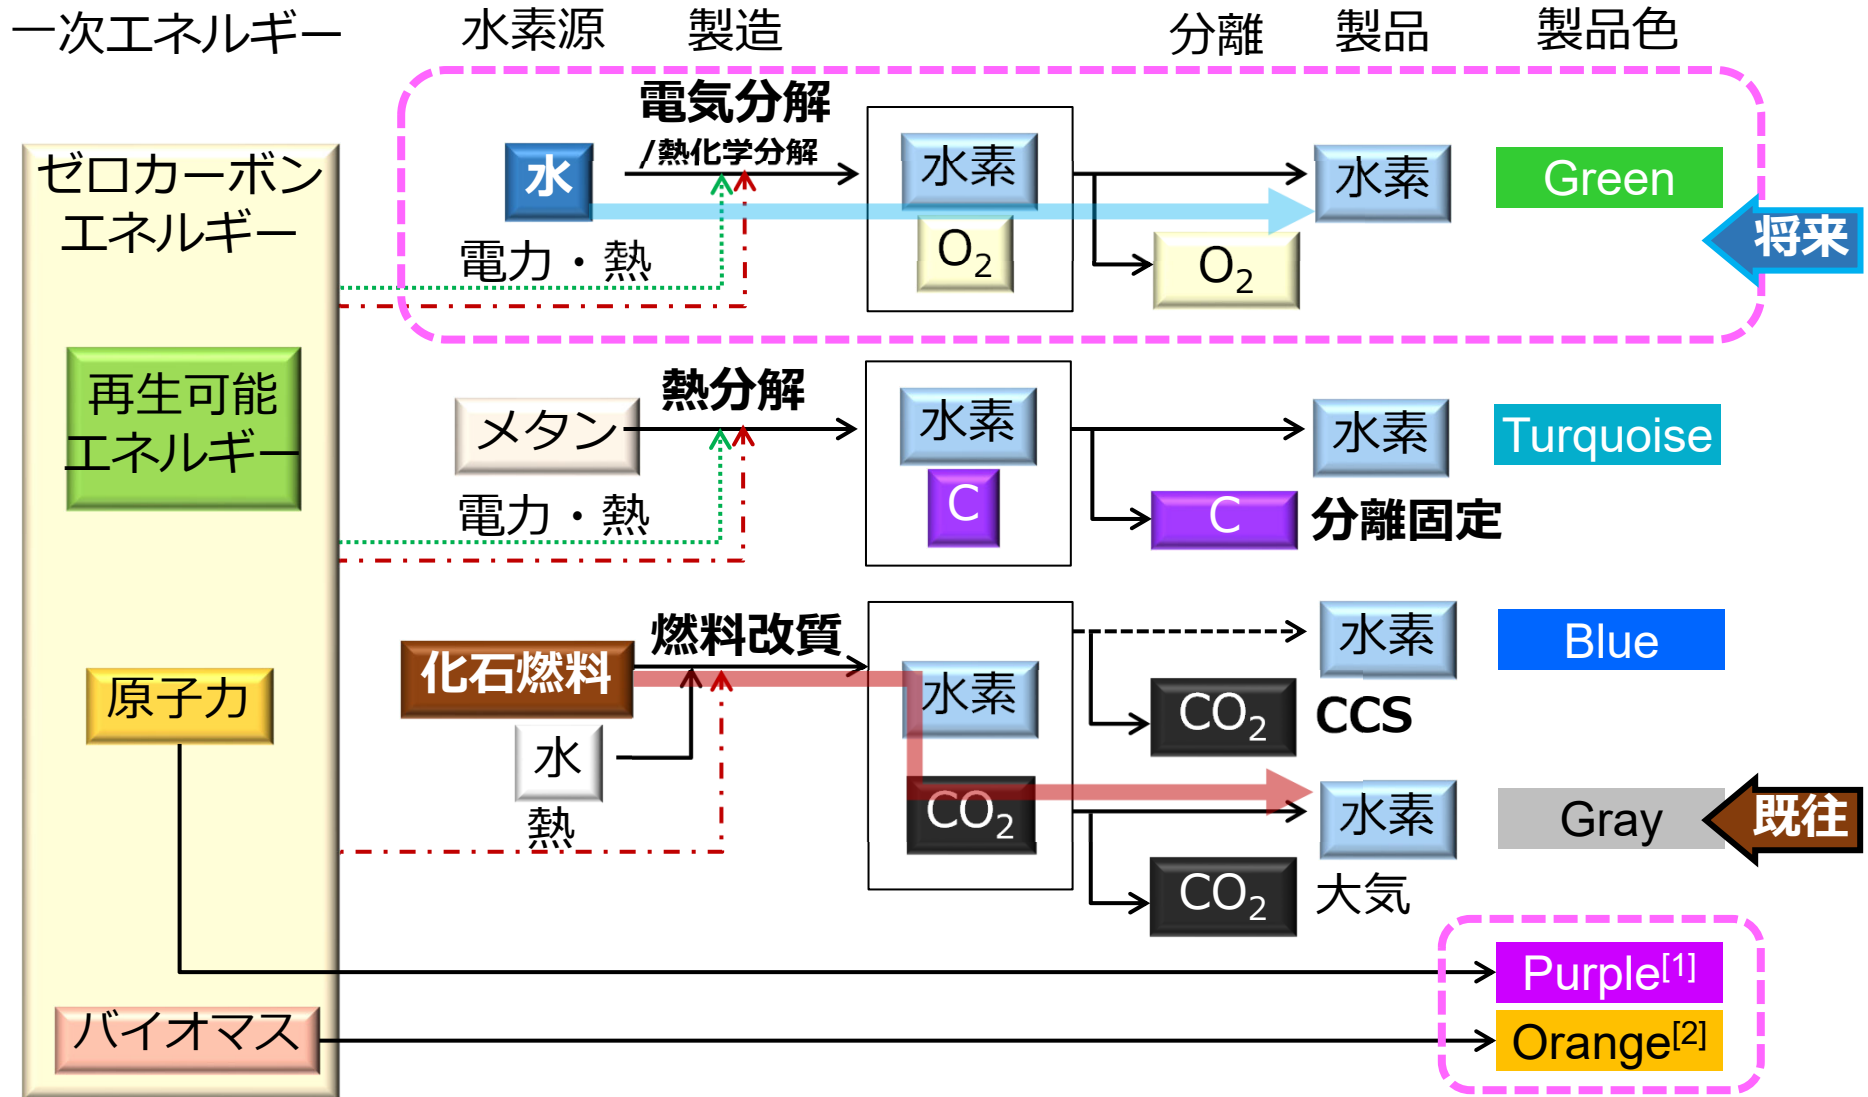 一次エネルギー
水素源
製造
分離
製品
製品色
ゼロカーボン
エネルギー
再生可能
エネルギー
原子力
バイオマス
電気分解
/熱化学分解
水
電力・熱
水素
O₂
O₂
水素
Green
将来
熱分解
メタン
電力・熱
水素
C
C
分離固定
水素
Turquoise
燃料改質
化石燃料
水
熱
水素
CO₂
水素
CO₂
CCS
Blue
水素
CO₂
大気
Gray
既往
Purple[1]
Orange[2]